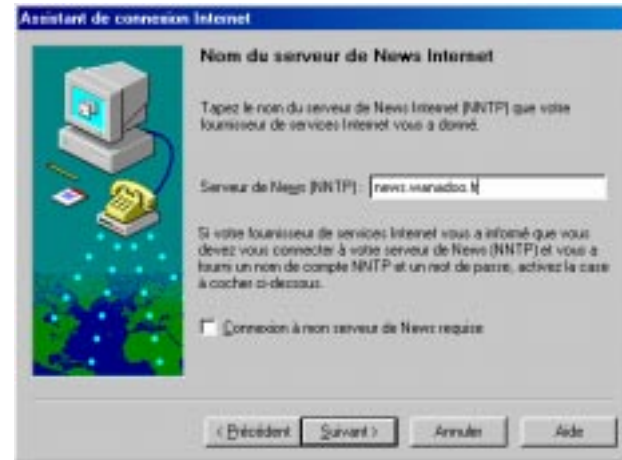 Assistant de connexion Internet
Nom du serveur de News Internet
Tapez le nom du serveur de News Internet (NNTP) que votre
fournisseur de services Internet vous a donné.
Serveur de News (NNTP) : news.wanadoo.fr
Si votre fournisseur de services Internet vous a informé que vous
devez vous connecter à votre serveur de News (NNTP) et vous a
fourni un nom de compte NNTP et un mot de passe, activez la case
à cocher ci-dessous.
Connexion à mon serveur de News requise
< Précédent Suivant > Annuler Aide